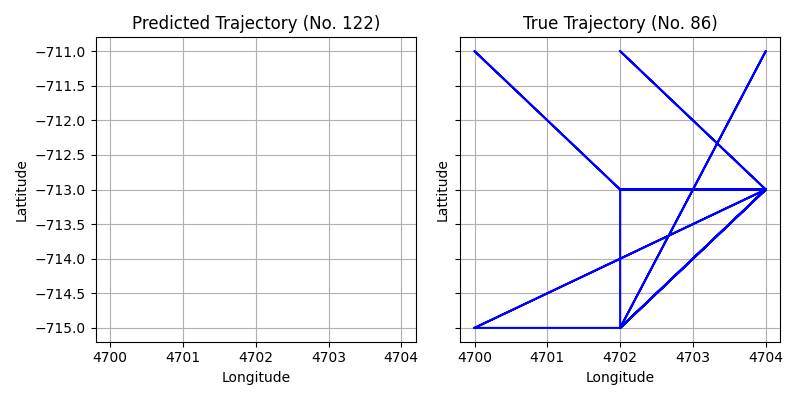 Predicted Trajectory (No. 122)
True Trajectory (No. 86)
Lattitude
−711.0
−711.5
−712.0
−712.5
−713.0
−713.5
−714.0
−714.5
−715.0
Lattitude
4700 4701 4702 4703 4704
4700 4701 4702 4703 4704
Longitude
Longitude